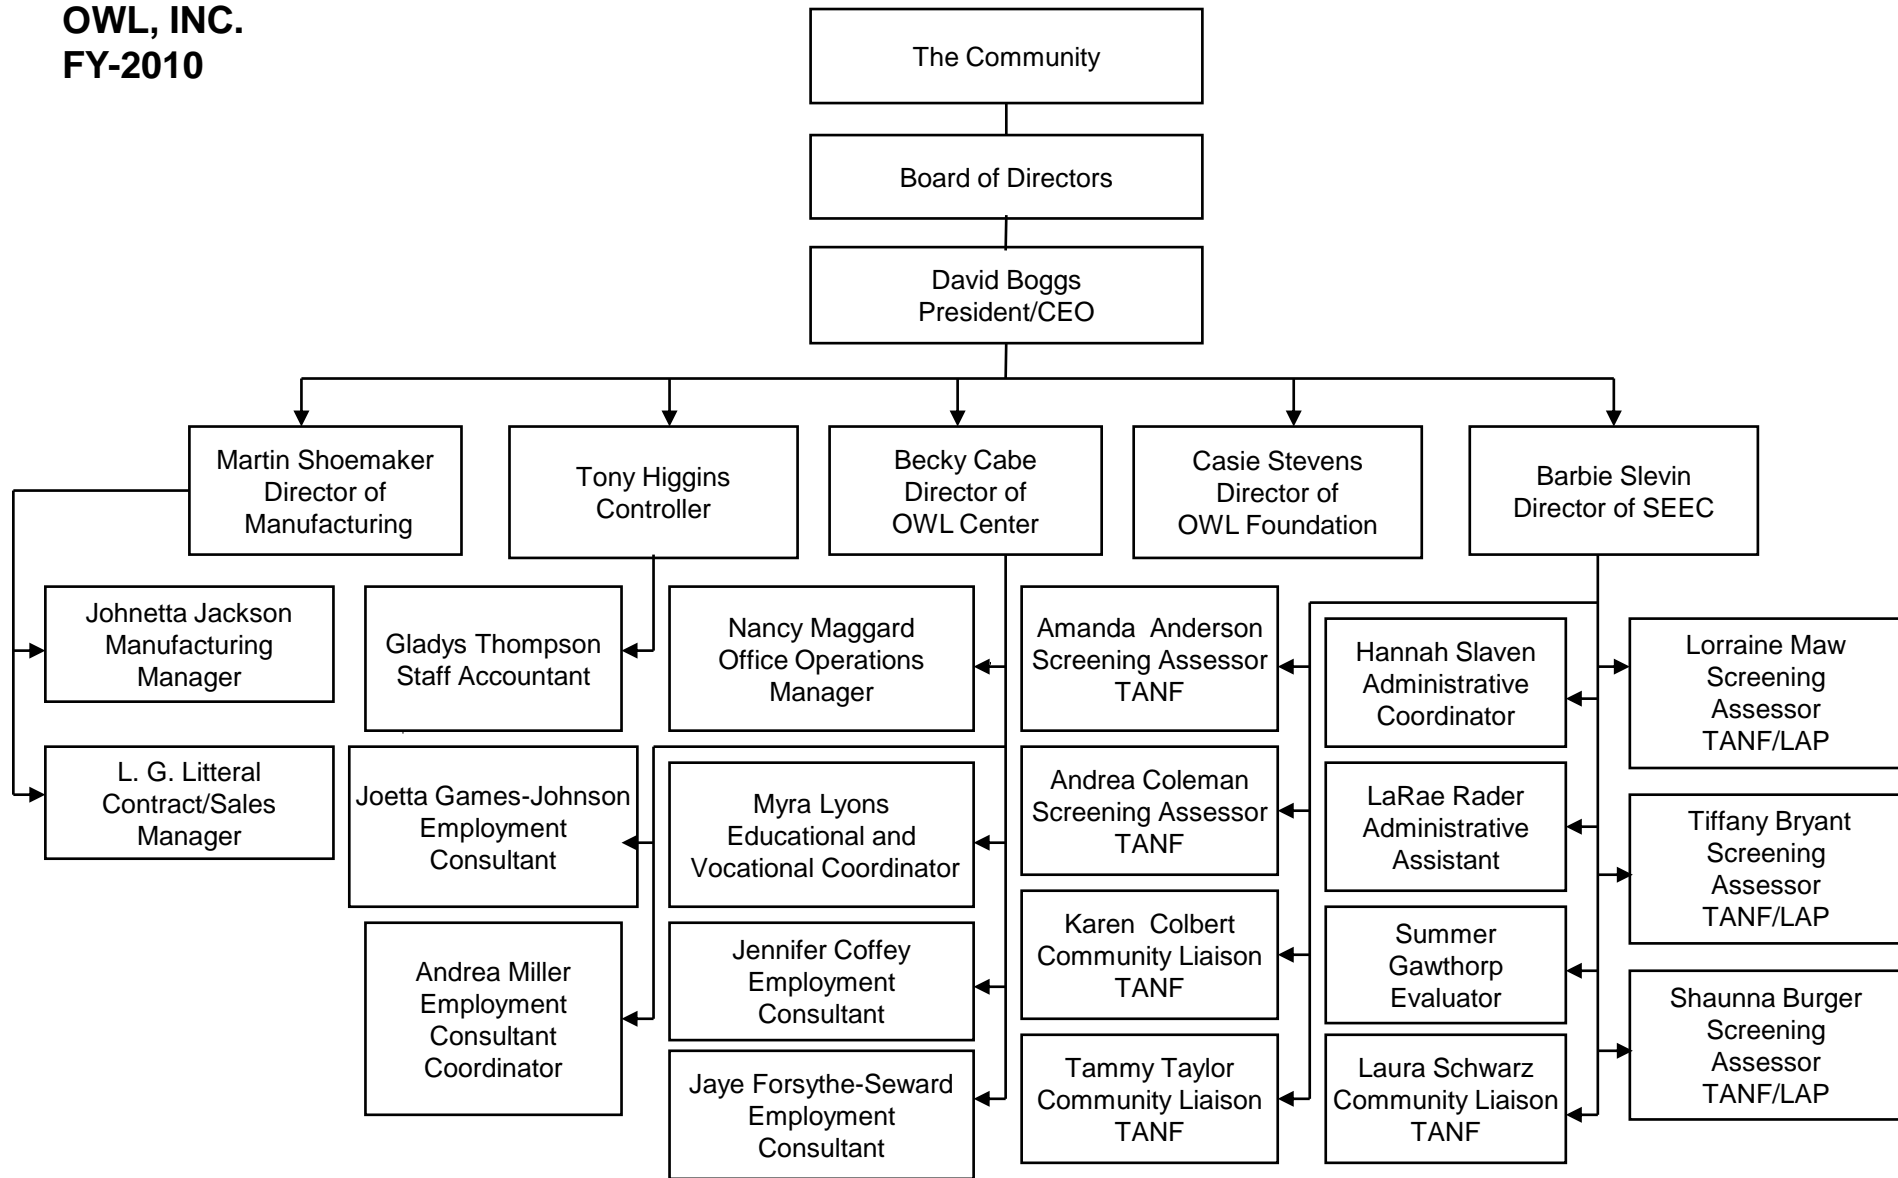 OWL, INC.
FY-2010
The Community
Board of Directors
David Boggs
President/CEO
Martin Shoemaker
Director of
Manufacturing
Tony Higgins
Controller
Becky Cabe
Director of
OWL Center
Casie Stevens
Director of
OWL Foundation
Barbie Slevin
Director of SEEC
Johnetta Jackson
Manufacturing
Manager
Gladys Thompson
Staff Accountant
Nancy Maggard
Office Operations
Manager
Amanda Anderson
Screening Assessor
TANF
Hannah Slaven
Administrative
Coordinator
Lorraine Maw
Screening
Assessor
TANF/LAP
L. G. Litteral
Contract/Sales
Manager
Joetta Games-Johnson
Employment
Consultant
Myra Lyons
Educational and
Vocational Coordinator
Andrea Coleman
Screening Assessor
TANF
LaRae Rader
Administrative
Assistant
Tiffany Bryant
Screening
Assessor
TANF/LAP
Andrea Miller
Employment
Consultant
Coordinator
Jennifer Coffey
Employment
Consultant
Karen Colbert
Community Liaison
TANF
Summer
Gawthorp
Evaluator
Shaunna Burger
Screening
Assessor
TANF/LAP
Jaye Forsythe-Seward
Employment
Consultant
Tammy Taylor
Community Liaison
TANF
Laura Schwarz
Community Liaison
TANF